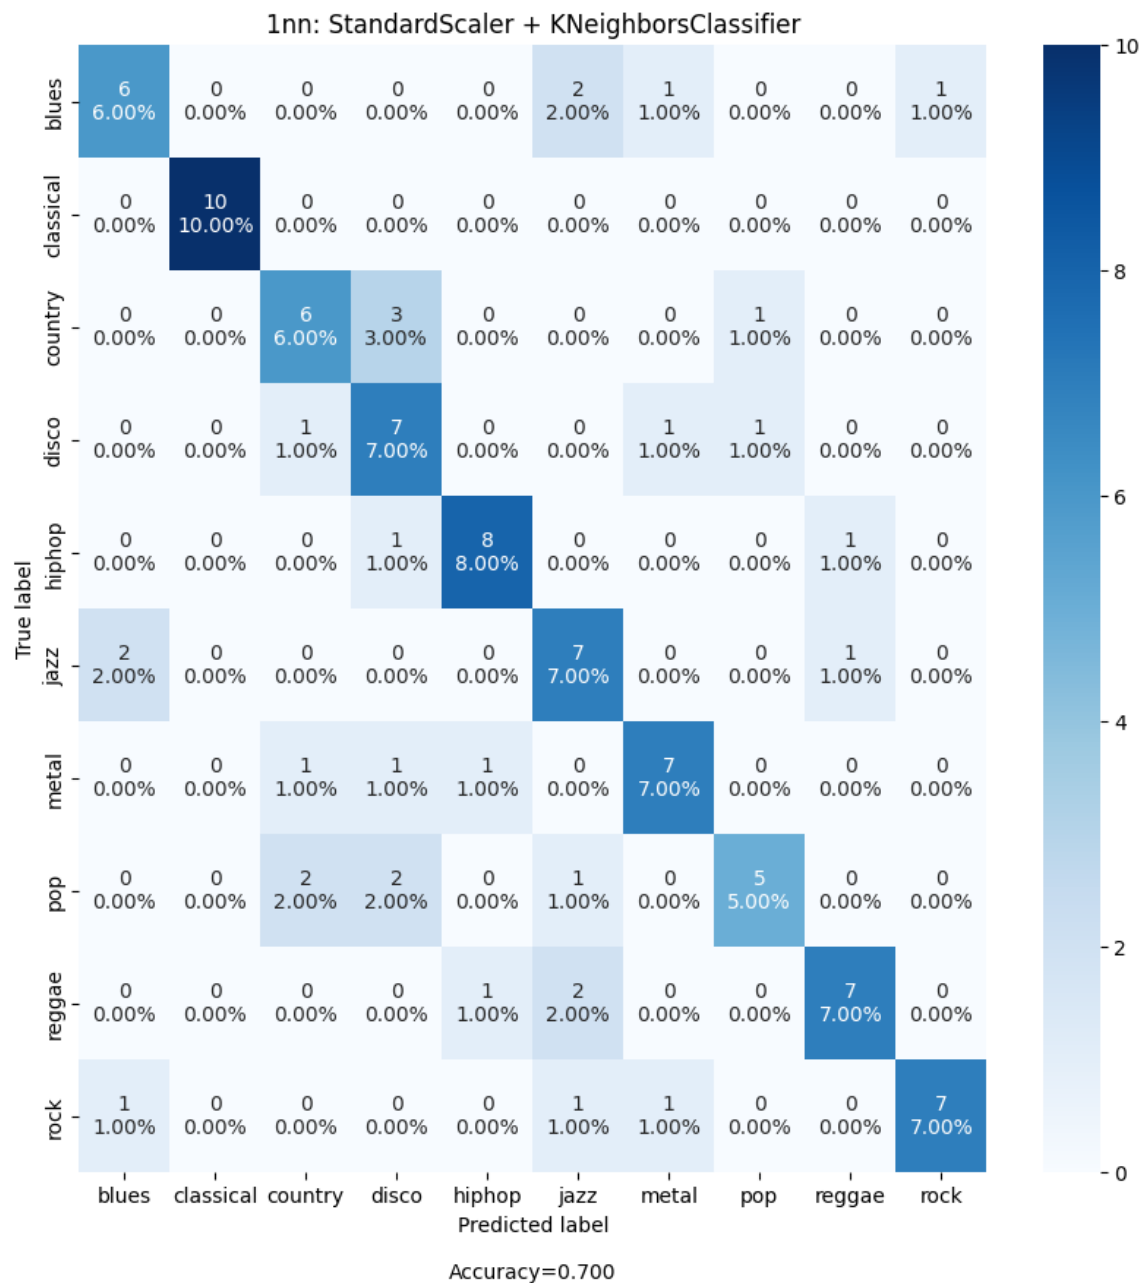 1nn: StandardScaler + KNeighborsClassifier
10
blues 6 0 0 0 0 2 1 0 0 1
6.00% 0.00% 0.00% 0.00% 0.00% 2.00% 1.00% 0.00% 0.00% 1.00%
classical 0 10 0 0 0 0 0 0 0 0
0.00% 10.00% 0.00% 0.00% 0.00% 0.00% 0.00% 0.00% 0.00% 0.00%
8
country 0 0 6 3 0 0 0 1 0 0
0.00% 0.00% 6.00% 3.00% 0.00% 0.00% 0.00% 1.00% 0.00% 0.00%
disco 0 0 1 7 0 0 1 1 0 0
0.00% 0.00% 1.00% 7.00% 0.00% 0.00% 1.00% 1.00% 0.00% 0.00%
6
hiphop 0 0 0 1 8 0 0 0 1 0
0.00% 0.00% 0.00% 1.00% 8.00% 0.00% 0.00% 0.00% 1.00% 0.00%
True label
jazz 2 0 0 0 0 7 0 0 1 0
2.00% 0.00% 0.00% 0.00% 0.00% 7.00% 0.00% 0.00% 1.00% 0.00%
4
metal 0 0 1 1 1 0 7 0 0 0
0.00% 0.00% 1.00% 1.00% 1.00% 0.00% 7.00% 0.00% 0.00% 0.00%
pop 0 0 2 2 0 1 0 5 0 0
0.00% 0.00% 2.00% 2.00% 0.00% 1.00% 0.00% 5.00% 0.00% 0.00%
2
reggae 0 0 0 0 1 2 0 0 7 0
0.00% 0.00% 0.00% 0.00% 1.00% 2.00% 0.00% 0.00% 7.00% 0.00%
rock 1 0 0 0 0 1 1 0 0 7
1.00% 0.00% 0.00% 0.00% 0.00% 1.00% 1.00% 0.00% 0.00% 7.00%
0
blues classical country disco hiphop jazz metal pop reggae rock
Predicted label
Accuracy=0.700